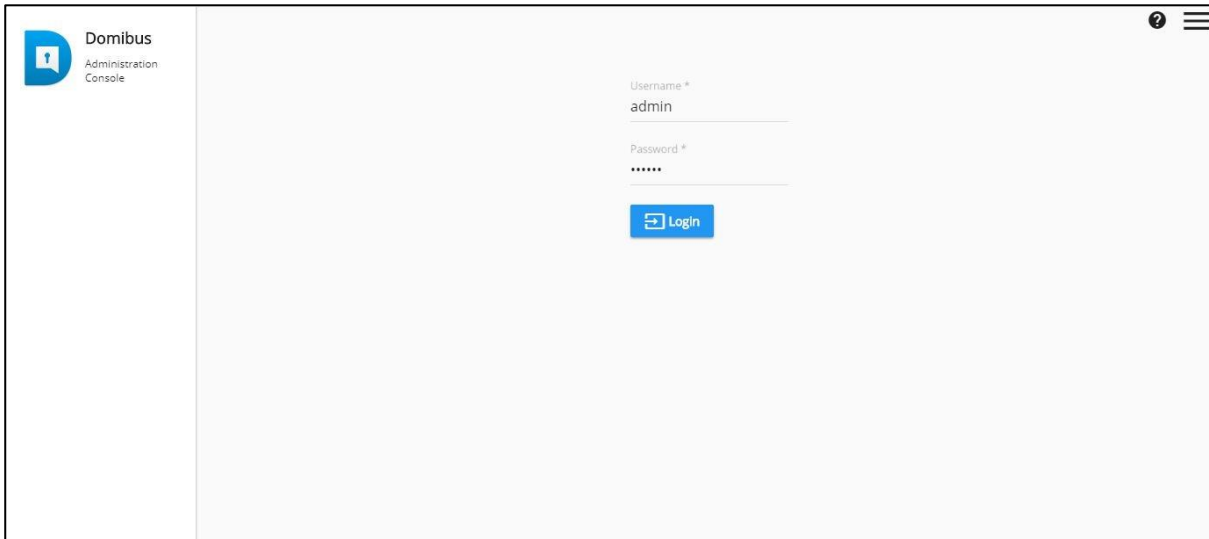 Domibus
Administration
Console
Username *
admin
Password *
••••••
Login